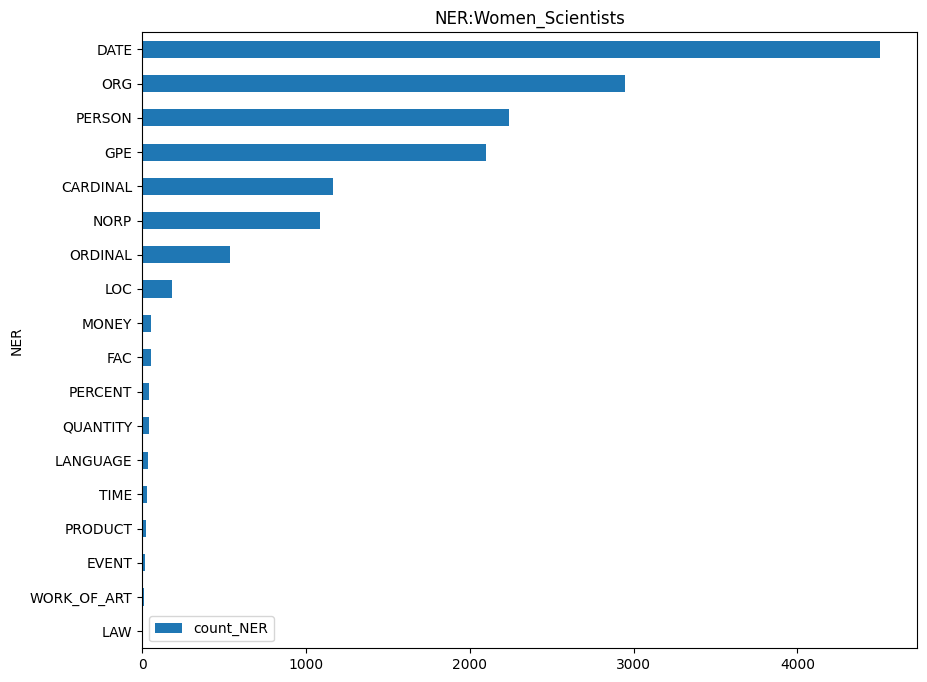 NER:Women_Scientists
DATE
ORG
PERSON
GPE
CARDINAL
NORP
ORDINAL
LOC
MONEY
FAC
PERCENT
QUANTITY
LANGUAGE
TIME
PRODUCT
EVENT
WORK_OF_ART
LAW
NER
count_NER
0 1000 2000 3000 4000